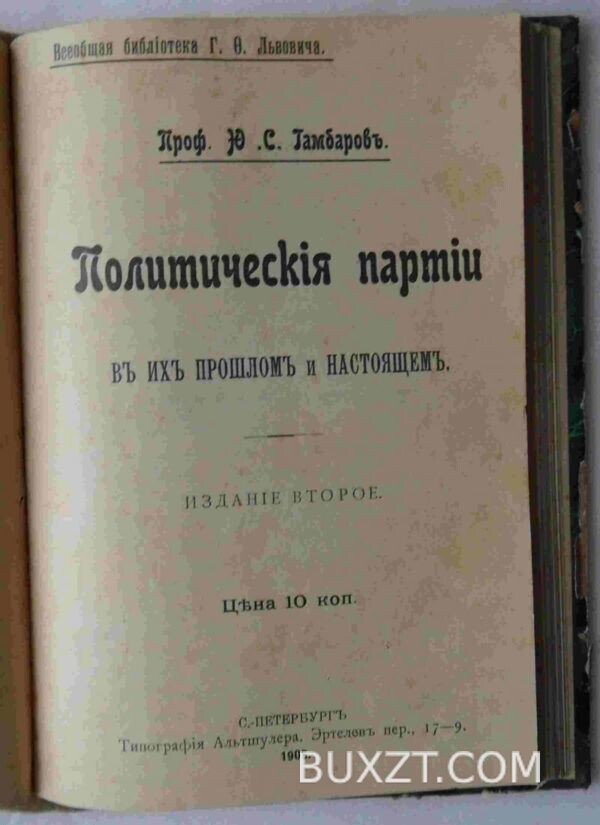 Всеобщая библіотека Г. Ѳ. Львовича.
Проф. Ю .С. Гамбаровъ.
Политическія партіи
ВЪ ИХЪ ПРОШЛОМЪ и НАСТОЯЩЕМЪ.
ИЗДАНІЕ ВТОРОЕ.
Цѣна 10 коп.
С.-ПЕТЕРБУРГЪ
Типографія Альтшулера. Эртелевъ пер., 17—9.
BUXZT.COM